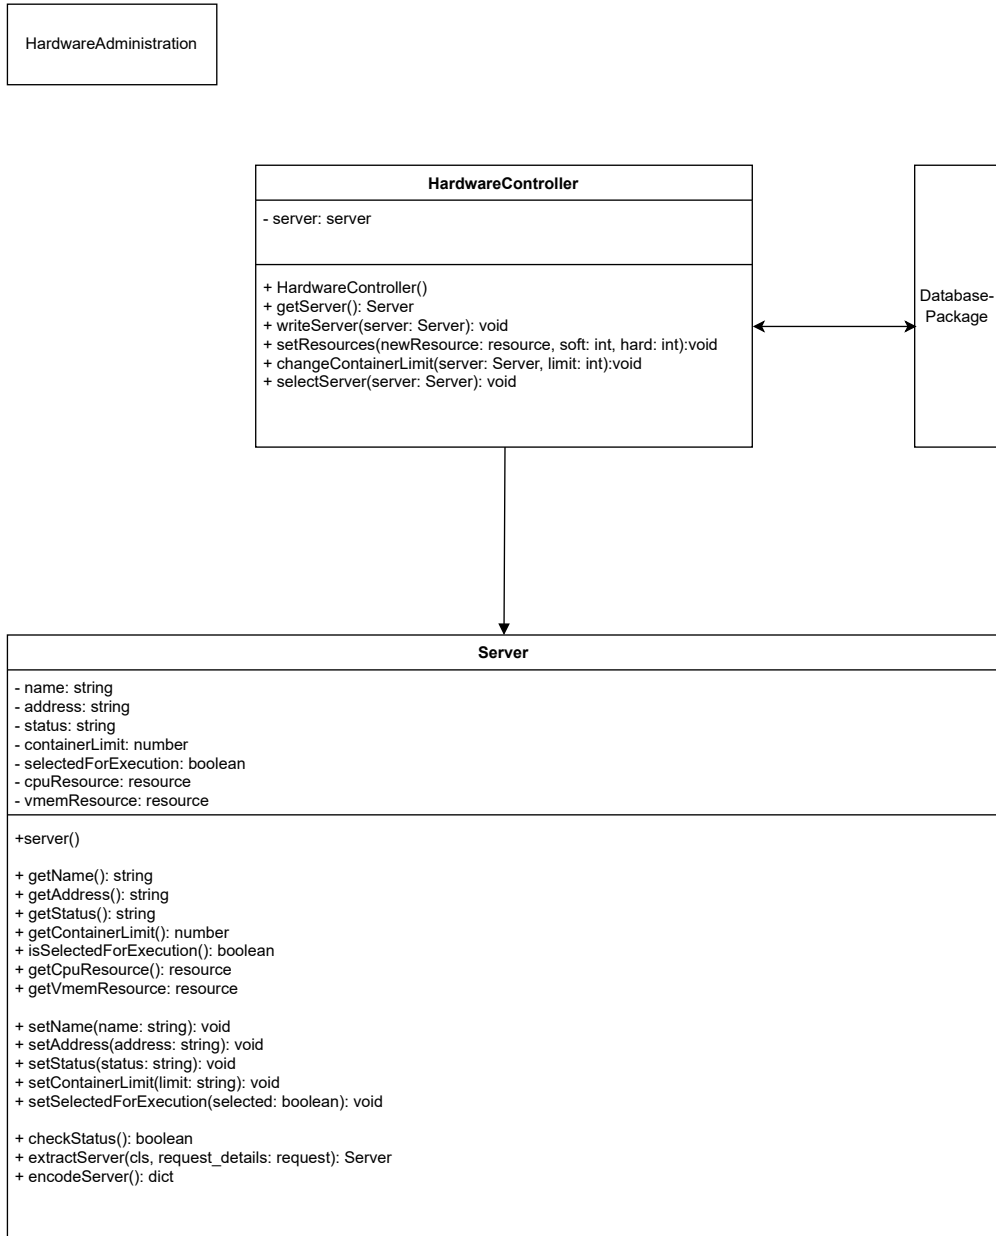 HardwareAdministration
HardwareController
- server: server
+ HardwareController()
+ getServer(): Server
+ writeServer(server: Server): void
+ setResources(newResource: resource, soft: int, hard: int):void
+ changeContainerLimit(server: Server, limit: int):void
+ selectServer(server: Server): void
Database-
Package
Server
- name: string
- address: string
- status: string
- containerLimit: number
- selectedForExecution: boolean
- cpuResource: resource
- vmemResource: resource
+server()
+ getName(): string
+ getAddress(): string
+ getStatus(): string
+ getContainerLimit(): number
+ isSelectedForExecution(): boolean
+ getCpuResource(): resource
+ getVmemResource: resource
+ setName(name: string): void
+ setAddress(address: string): void
+ setStatus(status: string): void
+ setContainerLimit(limit: string): void
+ setSelectedForExecution(selected: boolean): void
+ checkStatus(): boolean
+ extractServer(cls, request_details: request): Server
+ encodeServer(): dict